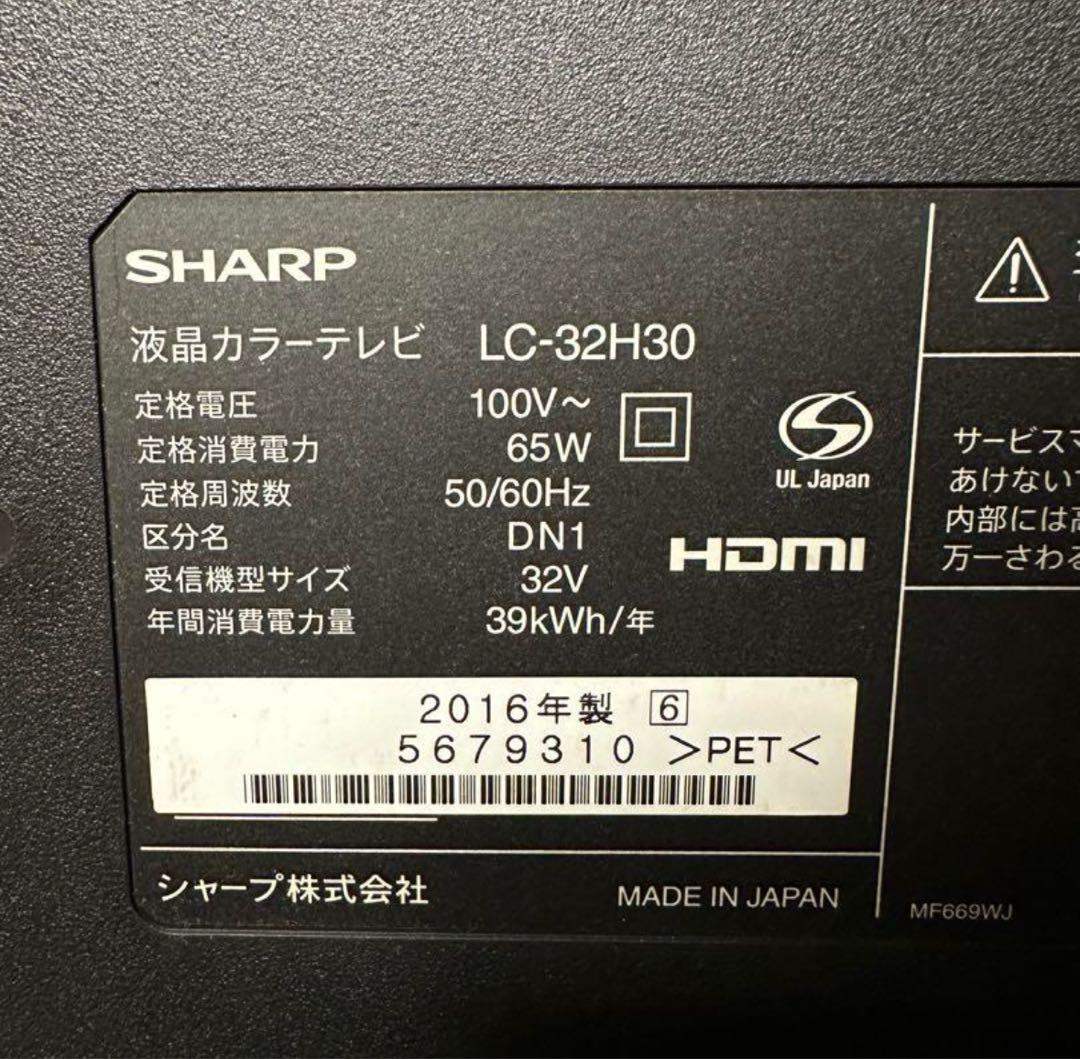 SHARP
液晶カラーテレビ LC-32H30
定格電圧 100V～
定格消費電力 65W
定格周波数 50/60Hz
区分名 DN1
受信機型サイズ 32V
年間消費電力量 39kWh/年
UL Japan
HDMI
2016年製 6
5679310 >PET<
シャープ株式会社
MADE IN JAPAN
MF669WJ
サービスマ
あけない
内部には高
万一さわる